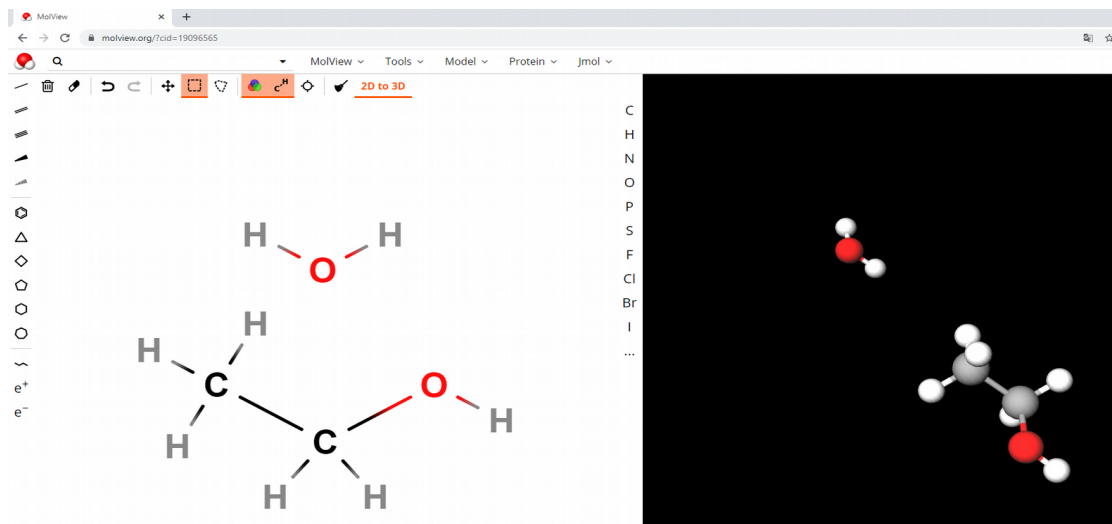 MolView × +
molview.org/?cid=19096565
MolView Tools Model Protein Jmol
C H 2D to 3D
C
H
N
O
P
S
F
Cl
Br
I
...
e+
e−
H H
O
H
H
C O
H
H
C
H H